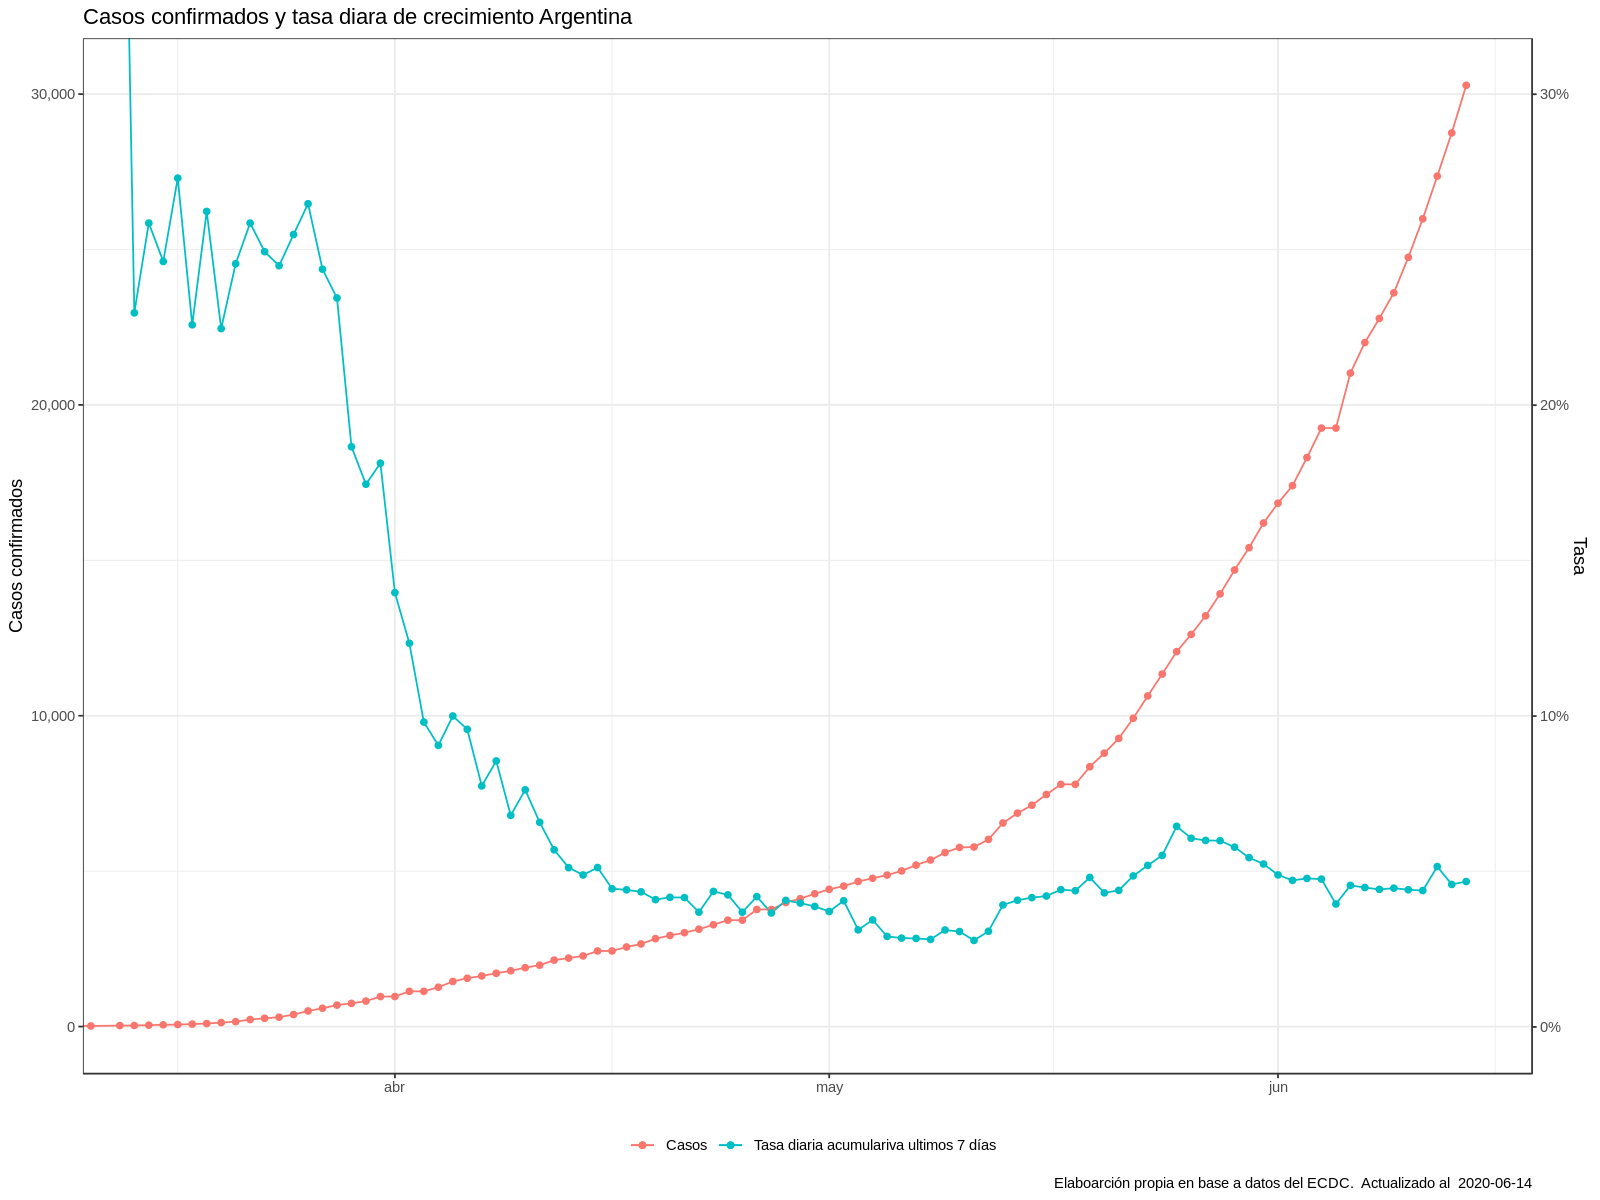 Casos confirmados y tasa diara de crecimiento Argentina
30,000
20,000
10,000
0
30%
20%
10%
0%
Casos confirmados
Tasa
abr
may
jun
Casos
Tasa diaria acumulariva ultimos 7 días
Elaboarción propia en base a datos del ECDC.  Actualizado al  2020-06-14